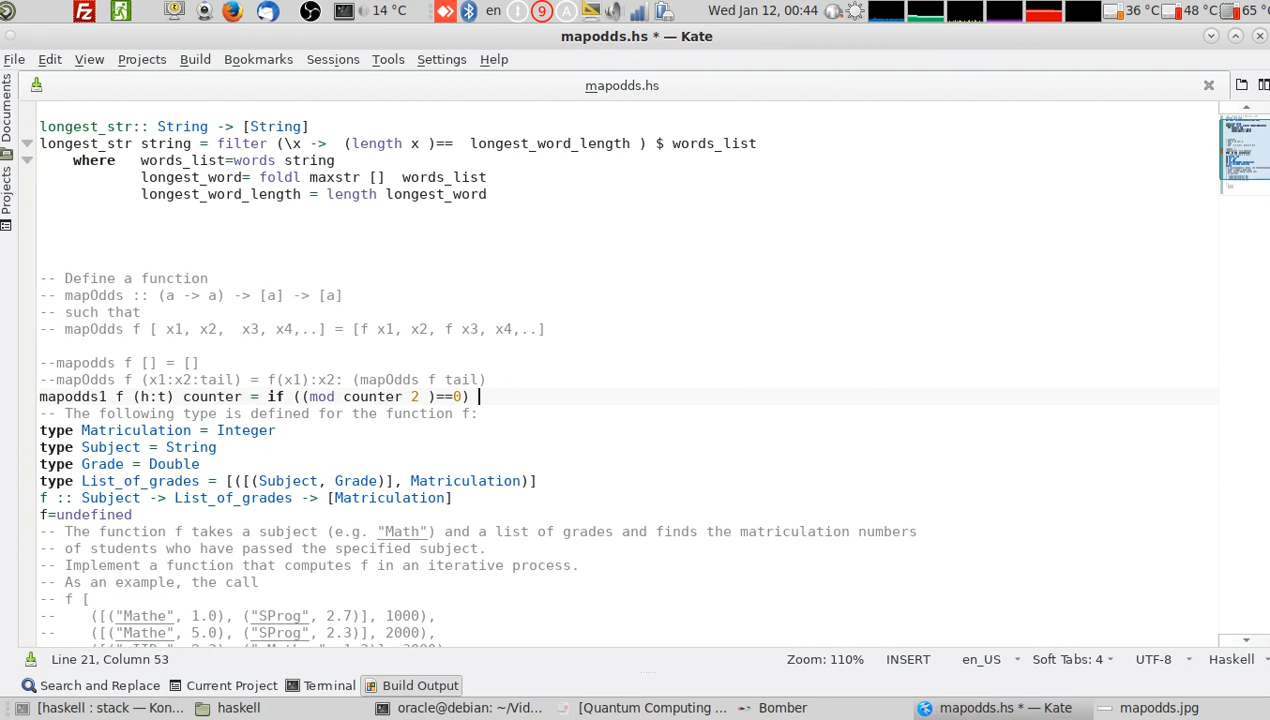 14 °C en 9 A Wed Jan 12, 00:44 36 °C 48 °C 65 °C
mapodds.hs * — Kate
File Edit View Projects Build Bookmarks Sessions Tools Settings Help
mapodds.hs
Documents
Projects
longest_str:: String -> [String]
longest_str string = filter (\x ->  (length x )==  longest_word_length ) $ words_list
    where   words_list=words string
            longest_word= foldl maxstr []  words_list
            longest_word_length = length longest_word
-- Define a function
-- mapOdds :: (a -> a) -> [a] -> [a]
-- such that
-- mapOdds f [ x1, x2,  x3, x4,..] = [f x1, x2, f x3, x4,..]
--mapodds f [] = []
--mapOdds f (x1:x2:tail) = f(x1):x2: (mapOdds f tail)
mapodds1 f (h:t) counter = if ((mod counter 2 )==0)
-- The following type is defined for the function f:
type Matriculation = Integer
type Subject = String
type Grade = Double
type List_of_grades = [([(Subject, Grade)], Matriculation)]
f :: Subject -> List_of_grades -> [Matriculation]
f=undefined
-- The function f takes a subject (e.g. "Math") and a list of grades and finds the matriculation numbers
-- of students who have passed the specified subject.
-- Implement a function that computes f in an iterative process.
-- As an example, the call
-- f [
--    ([("Mathe", 1.0), ("SProg", 2.7)], 1000),
--    ([("Mathe", 5.0), ("SProg", 2.3)], 2000),
Line 21, Column 53 Zoom: 110% INSERT en_US Soft Tabs: 4 UTF-8 Haskell
Search and Replace Current Project Terminal Build Output
[haskell : stack — Kon... haskell oracle@debian: ~/Vid... [Quantum Computing ... Bomber mapodds.hs * — Kate mapodds.jpg